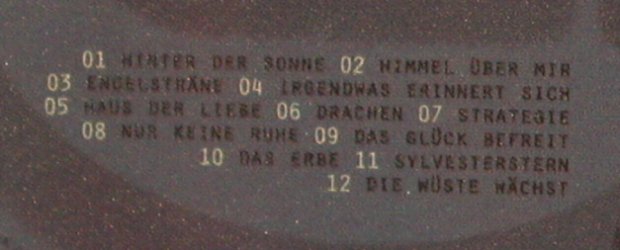 01 HINTER DER SONNE 02 HIMMEL ÜBER MIR
03 ENGELSTRÄNE 04 IRGENDWAS ERINNERT SICH
05 HAUS DER LIEBE 06 DRACHEN 07 STRATEGIE
08 NUR KEINE RUHE 09 DAS GLÜCK BEFREIT
10 DAS ERBE 11 SYLVESTERSTERN
12 DIE WÜSTE WÄCHST